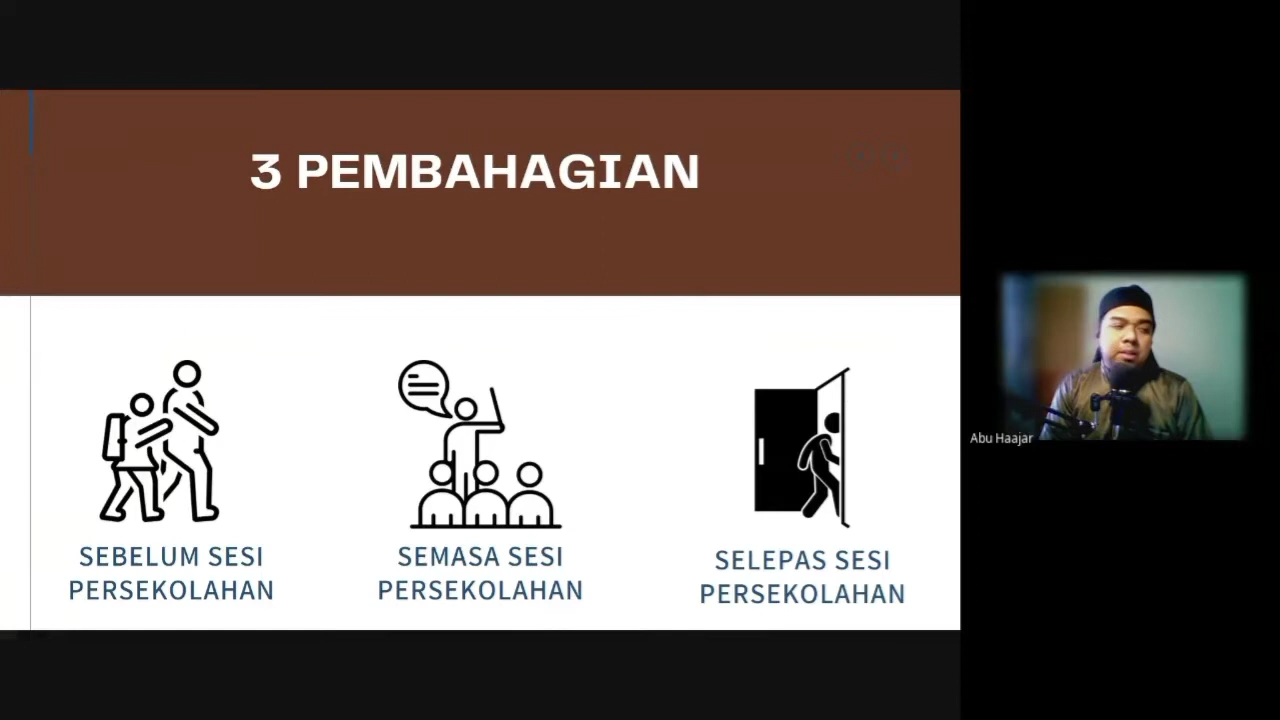 3 PEMBAHAGIAN
SEBELUM SESI
PERSEKOLAHAN
SEMASA SESI
PERSEKOLAHAN
SELEPAS SESI
PERSEKOLAHAN
Abu Haajar